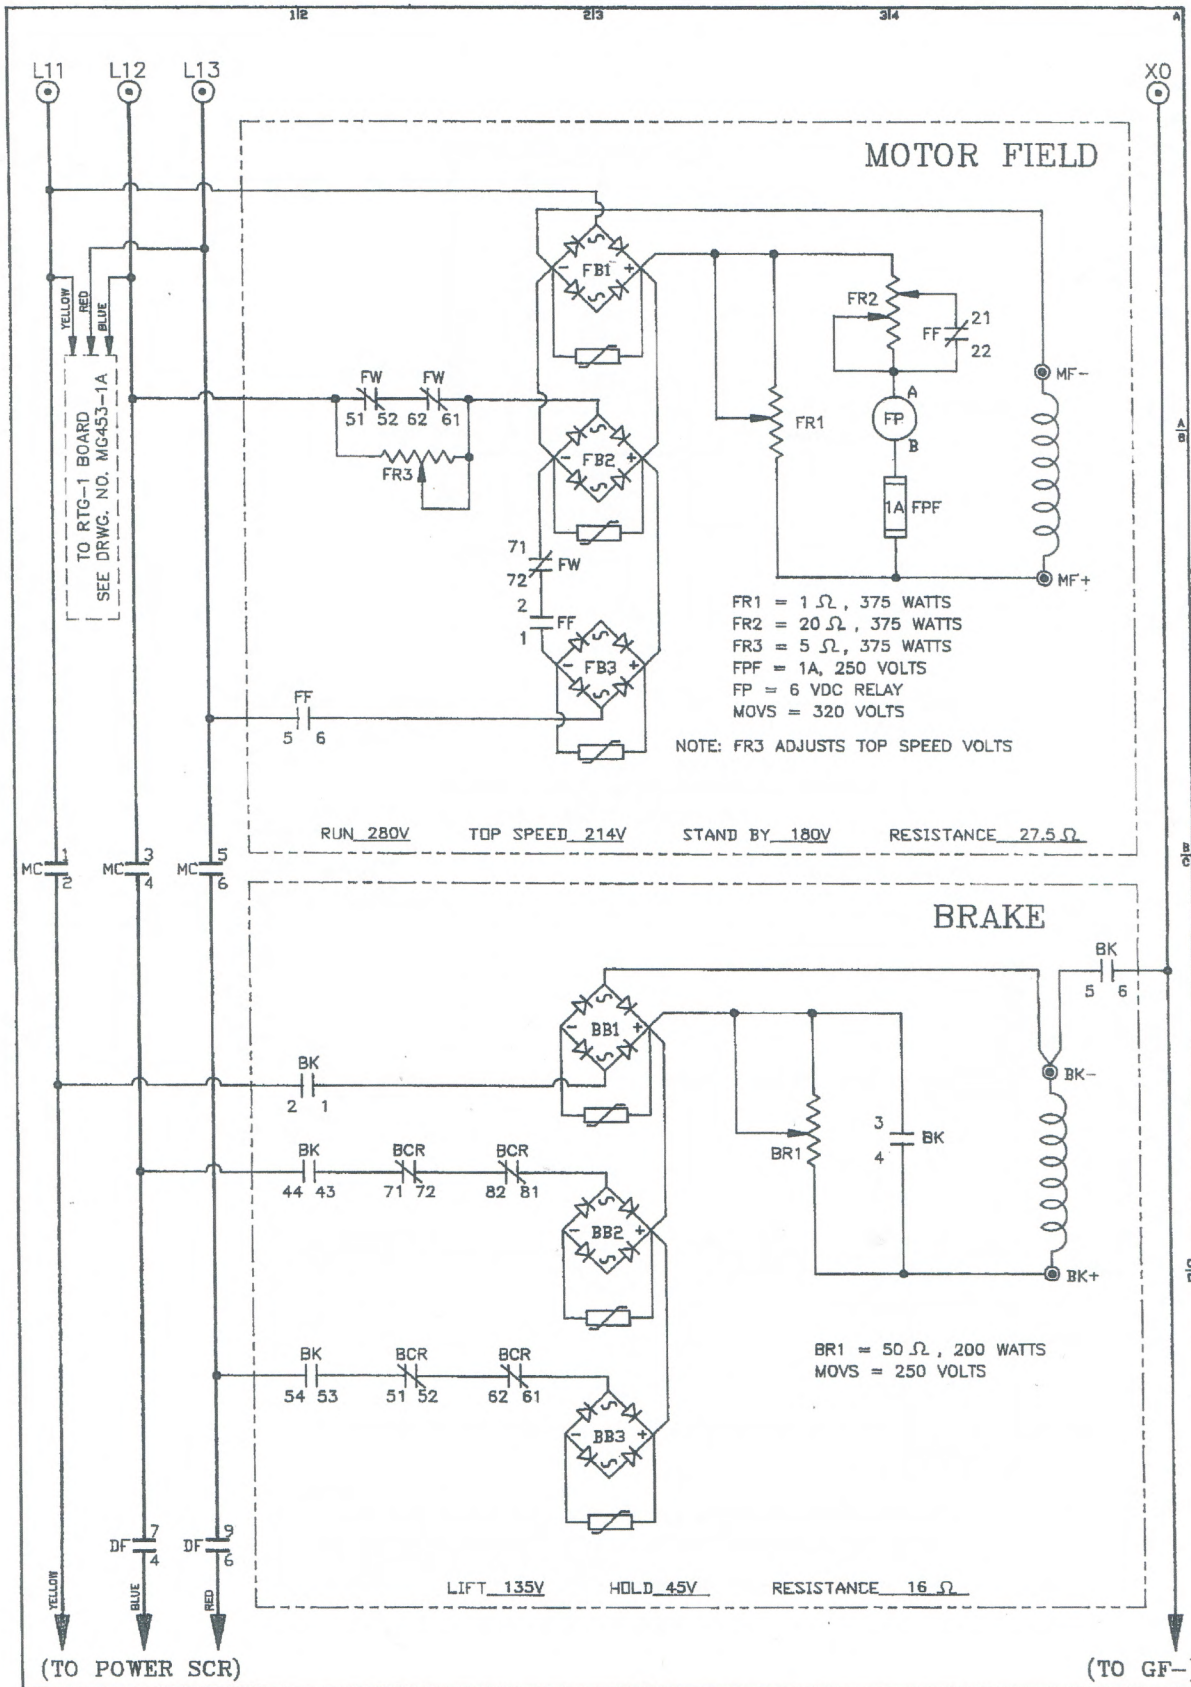 1|2
2|3
3|4
A
L11
L12
L13
X0
MOTOR FIELD
YELLOW
RED
BLUE
TO RTG-1 BOARD
SEE DRWG. NO. MG453-1A
S
FB1
- +
S
FR2
FF
21
22
MF-
FW
51 52
FW
62 61
FR3
S
FB2
- +
S
FR1
A
FP
B
1A FPF
A|B
71
72
FW
2
1
FF
S
FB3
- +
S
MF+
FR1 = 1 Ω , 375 WATTS
FR2 = 20 Ω , 375 WATTS
FR3 = 5 Ω, 375 WATTS
FPF = 1A, 250 VOLTS
FP = 6 VDC RELAY
MOVS = 320 VOLTS
FF
5 6
NOTE: FR3 ADJUSTS TOP SPEED VOLTS
RUN 280V TOP SPEED 214V STAND BY 180V RESISTANCE 27.5 Ω
MC 1 2
MC 3 4
MC 5 6
B|C
BRAKE
BK
5 6
S
BB1
- +
BK
2 1
BK-
BK
44 43
BCR
71 72
BCR
82 81
BR1
3
4
BK
S
BB2
- +
S
BK+
BK
54 53
BCR
51 52
BCR
62 61
S
BB3
- +
S
BR1 = 50 Ω , 200 WATTS
MOVS = 250 VOLTS
DF 7 4
DF 9 6
YELLOW
BLUE
RED
LIFT 135V HOLD 45V RESISTANCE 16 Ω
(TO POWER SCR)
(TO GF-